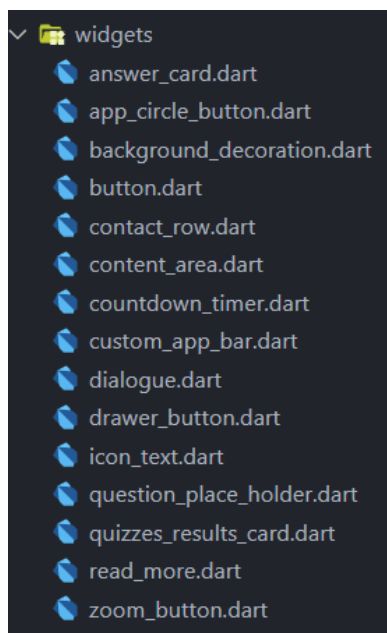 widgets
answer_card.dart
app_circle_button.dart
background_decoration.dart
button.dart
contact_row.dart
content_area.dart
countdown_timer.dart
custom_app_bar.dart
dialogue.dart
drawer_button.dart
icon_text.dart
question_place_holder.dart
quizzes_results_card.dart
read_more.dart
zoom_button.dart